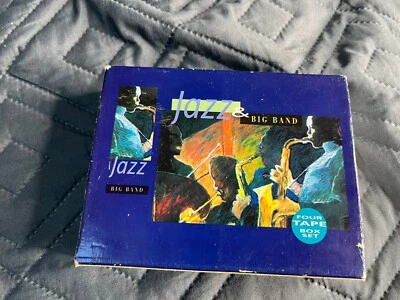 Jazz
BIG BAND
Jazz &
BIG BAND
FOUR
TAPE
BOX
SET